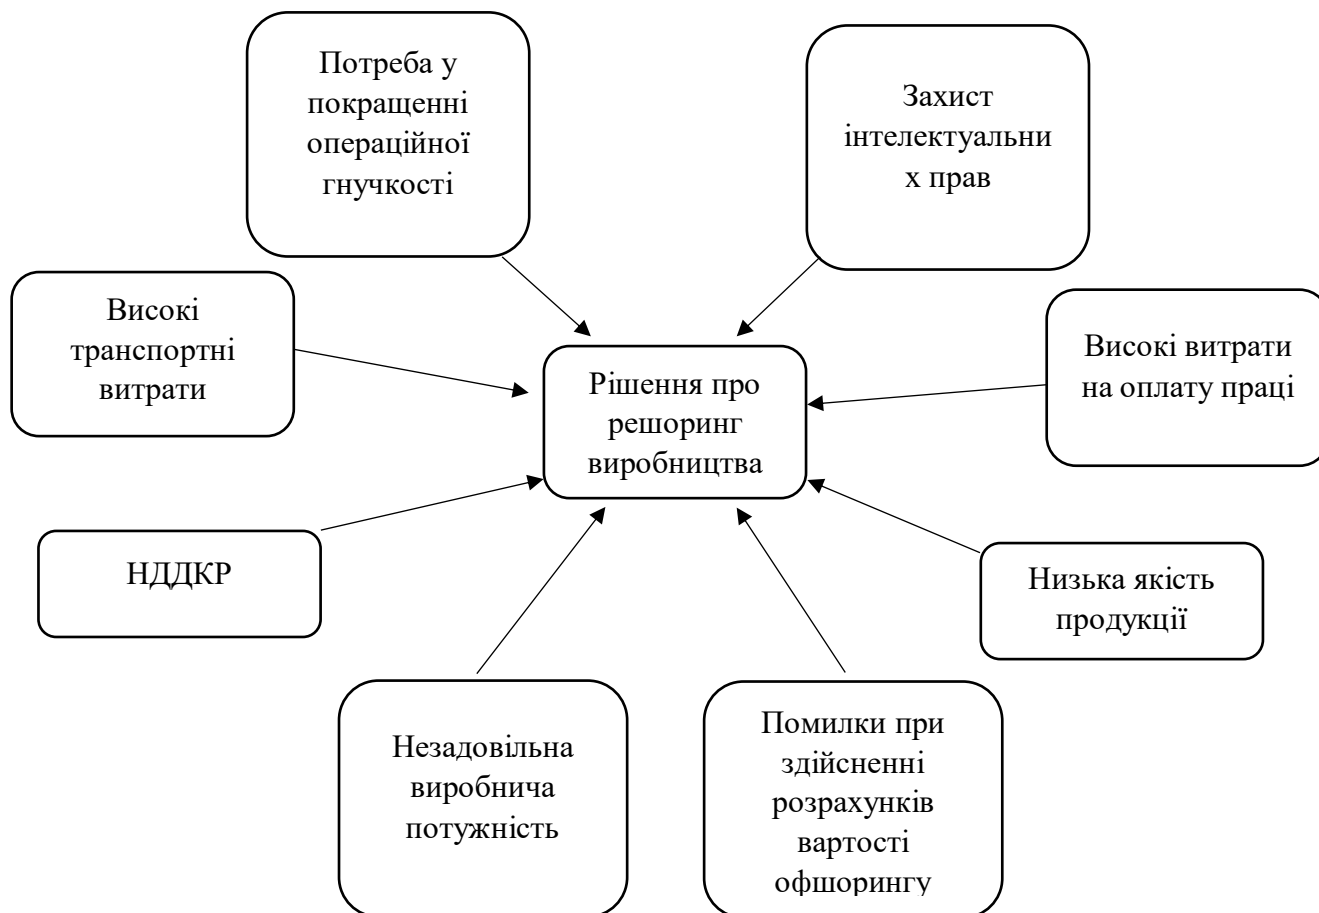 Потреба у
покращенні
операційної
гнучкості
Захист
інтелектуальни
х прав
Високі
транспортні
витрати
Рішення про
решоринг
виробництва
Високі витрати
на оплату праці
НДДКР
Низька якість
продукції
Незадовільна
виробнича
потужність
Помилки при
здійсненні
розрахунків
вартості
офшорингу